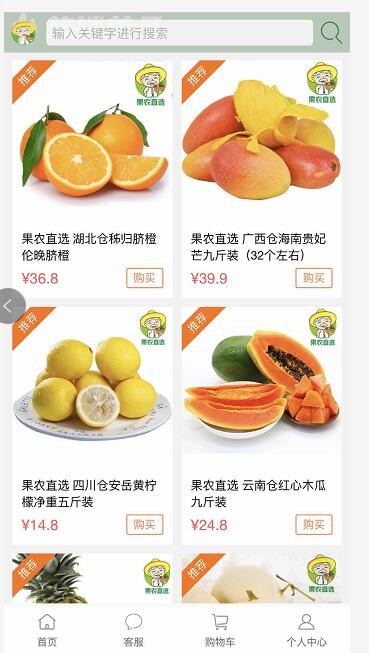 输入关键字进行搜索
推荐
果农直选
推荐
果农直选
果农直选 湖北仓秭归脐橙
伦晚脐橙
¥36.8
购买
果农直选 广西仓海南贵妃
芒九斤装（32个左右）
¥39.9
购买
推荐
果农直选
推荐
果农直选
果农直选 四川仓安岳黄柠
檬净重五斤装
¥14.8
购买
果农直选 云南仓红心木瓜
九斤装
¥24.8
购买
推荐
果农直选
推荐
果农直选
首页
客服
购物车
个人中心